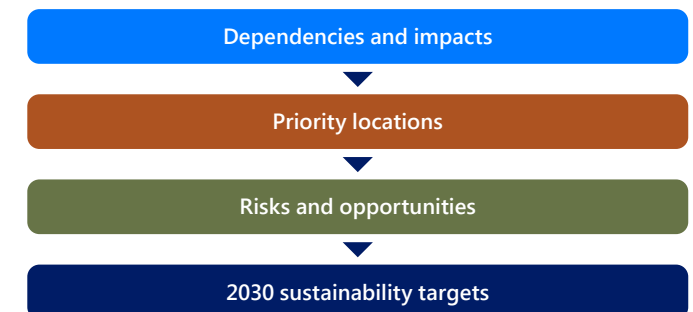 Dependencies and impacts
Priority locations
Risks and opportunities
2030 sustainability targets